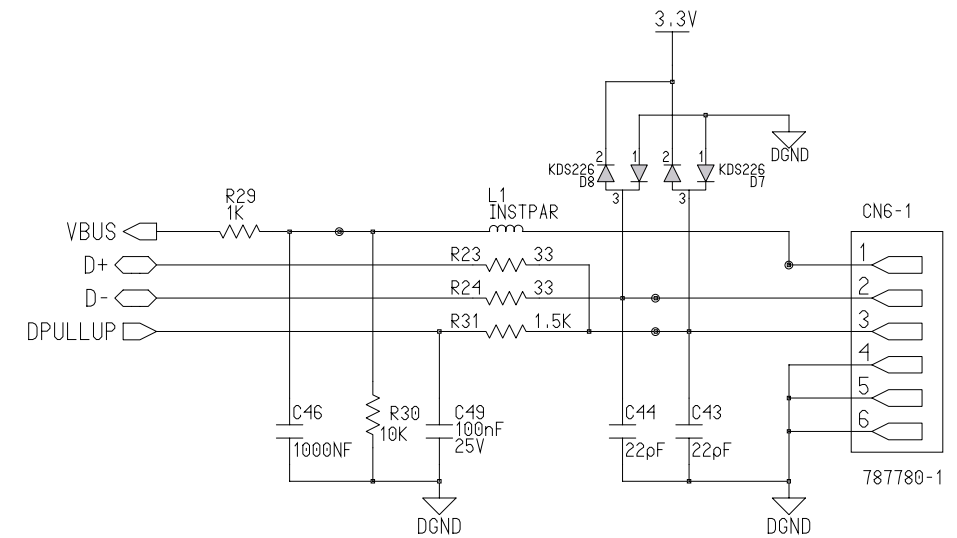 3.3V
DGND
2
1
2
1
KDS226
D8
KDS226
D7
3
3
R29
1K
L1
INSTPAR
CN6-1
VBUS
D+
R23
33
1
D-
R24
33
2
DPULLUP
R31
1.5K
3
4
5
6
C46
1000NF
R30
10K
C49
100nF
25V
C44
22pF
C43
22pF
787780-1
DGND
DGND